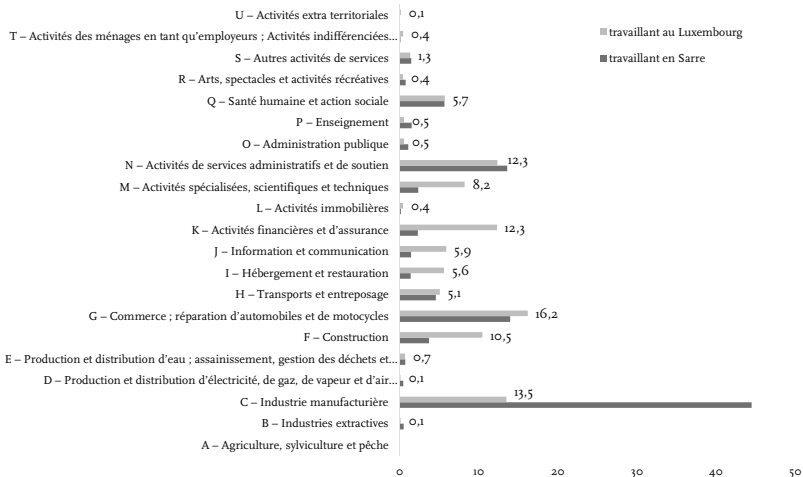 U – Activités extra territoriales 0,1
T – Activités des ménages en tant qu'employeurs ; Activités indifférenciées... 0,4
travaillant au Luxembourg
S – Autres activités de services 1,3
travaillant en Sarre
R – Arts, spectacles et activités récréatives 0,4
Q – Santé humaine et action sociale 5,7
P – Enseignement 0,5
O – Administration publique 0,5
N – Activités de services administratifs et de soutien 12,3
M – Activités spécialisées, scientifiques et techniques 8,2
L – Activités immobilières 0,4
K – Activités financières et d'assurance 12,3
J – Information et communication 5,9
I – Hébergement et restauration 5,6
H – Transports et entreposage 5,1
G – Commerce ; réparation d'automobiles et de motocycles 16,2
F – Construction 10,5
E – Production et distribution d'eau ; assainissement, gestion des déchets et... 0,7
D – Production et distribution d'électricité, de gaz, de vapeur et d'air... 0,1
C – Industrie manufacturière 13,5
B – Industries extractives 0,1
A – Agriculture, sylviculture et pêche
0 10 20 30 40 50